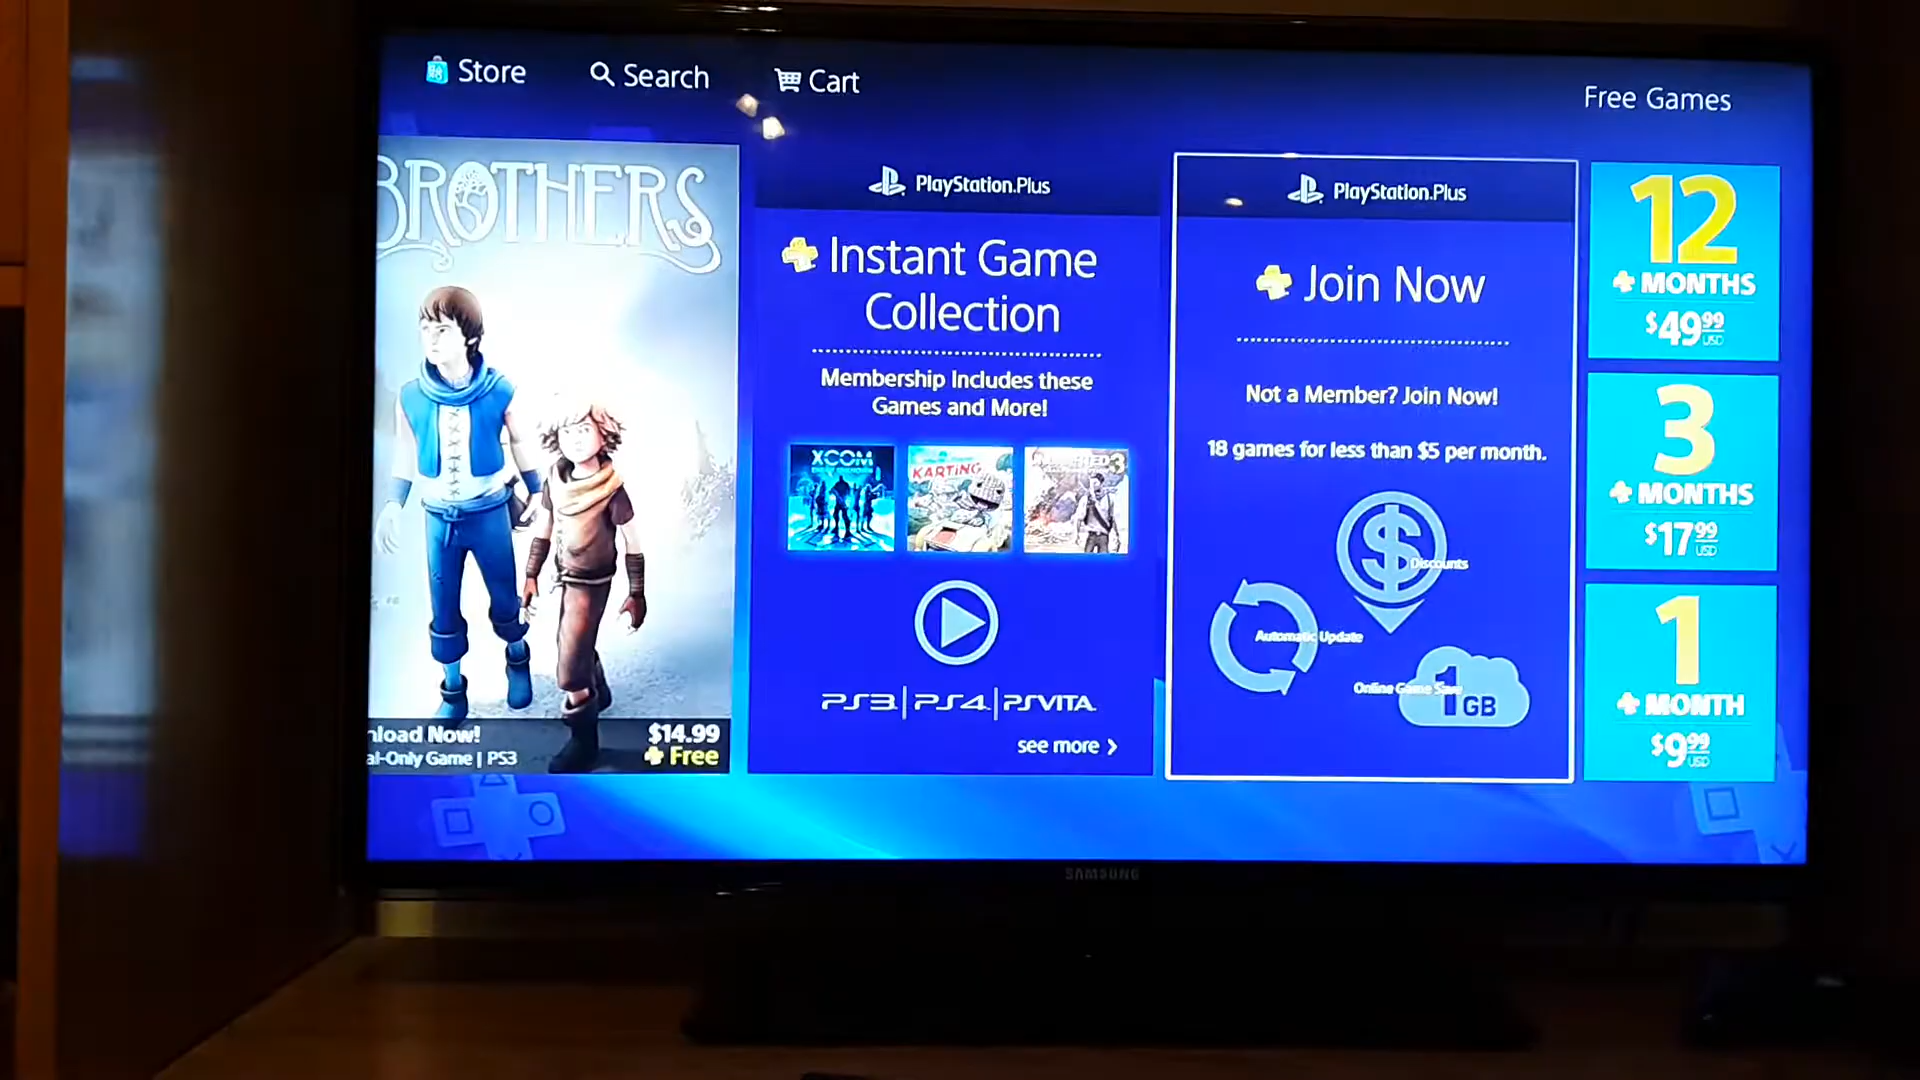 Store
Search
Cart
Free Games
BROTHERS
nload Now!
al-Only Game | PS3
$14.99
Free
PlayStation.Plus
Instant Game
Collection
Membership Includes these
Games and More!
XCOM
KARTING
3
PS3|PS4|PSVITA
see more
PlayStation.Plus
Join Now
Not a Member? Join Now!
18 games for less than $5 per month.
Discounts
Automatic Update
Online Game Save
1GB
12
MONTHS
$49.99
USD
3
MONTHS
$17.99
USD
1
MONTH
$9.99
USD
SAMSUNG